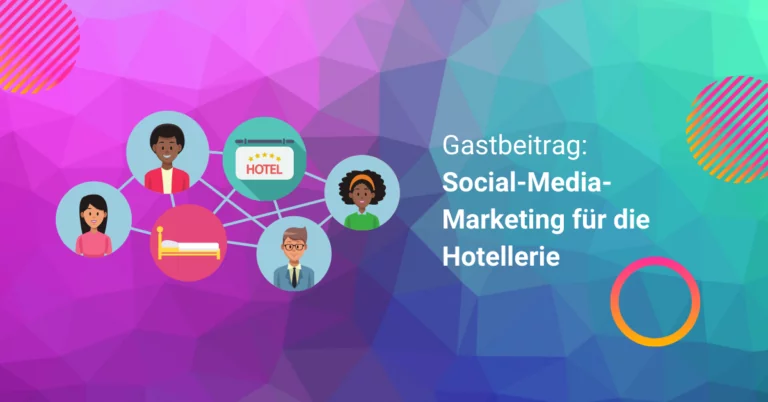 HOTEL
Gastbeitrag:
Social-Media-
Marketing für die
Hotellerie